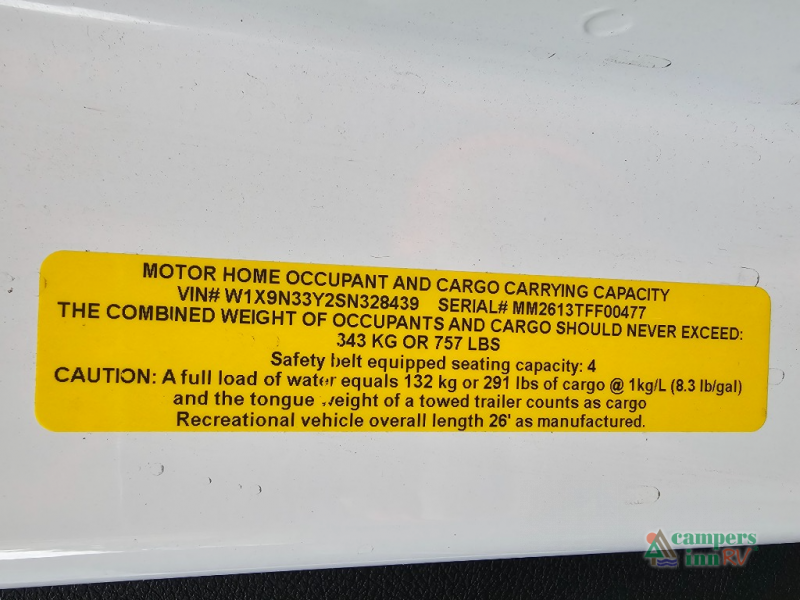 MOTOR HOME OCCUPANT AND CARGO CARRYING CAPACITY
VIN# W1X9N33Y2SN328439 SERIAL# MM2613TFF00477
THE COMBINED WEIGHT OF OCCUPANTS AND CARGO SHOULD NEVER EXCEED:
343 KG OR 757 LBS
Safety belt equipped seating capacity: 4
CAUTION: A full load of water equals 132 kg or 291 lbs of cargo @ 1kg/L (8.3 lb/gal)
and the tongue weight of a towed trailer counts as cargo
Recreational vehicle overall length 26' as manufactured.
campers
inn RV